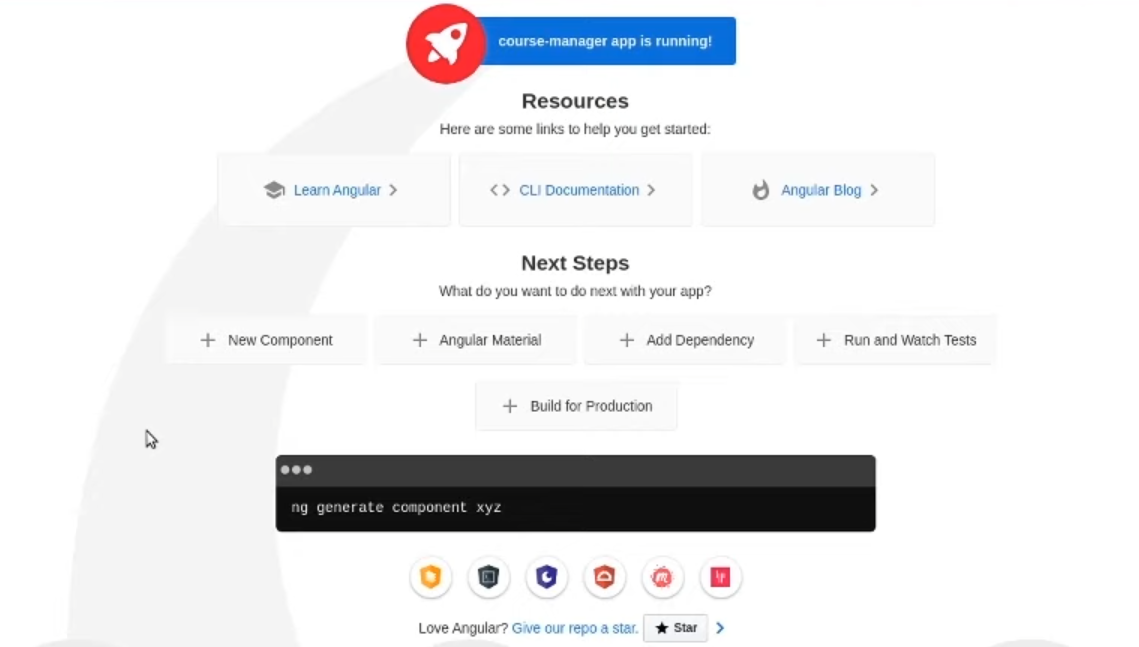 course-manager app is running!
Resources
Here are some links to help you get started:
Learn Angular
CLI Documentation
Angular Blog
Next Steps
What do you want to do next with your app?
New Component
Angular Material
Add Dependency
Run and Watch Tests
Build for Production
ng generate component xyz
Love Angular? Give our repo a star. Star